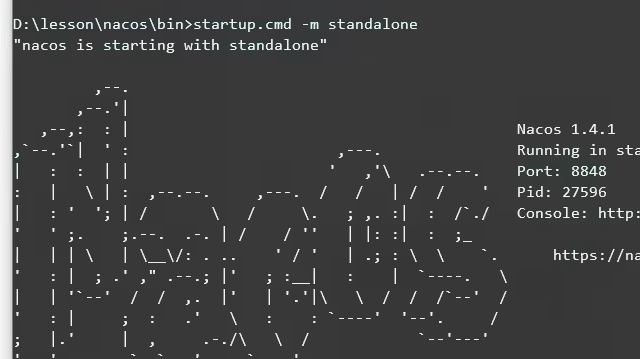 D:\lesson\nacos\bin>startup.cmd -m standalone
"nacos is starting with standalone"
Nacos 1.4.1
Running in sta
Port: 8848
Pid: 27596
Console: http:
https://na